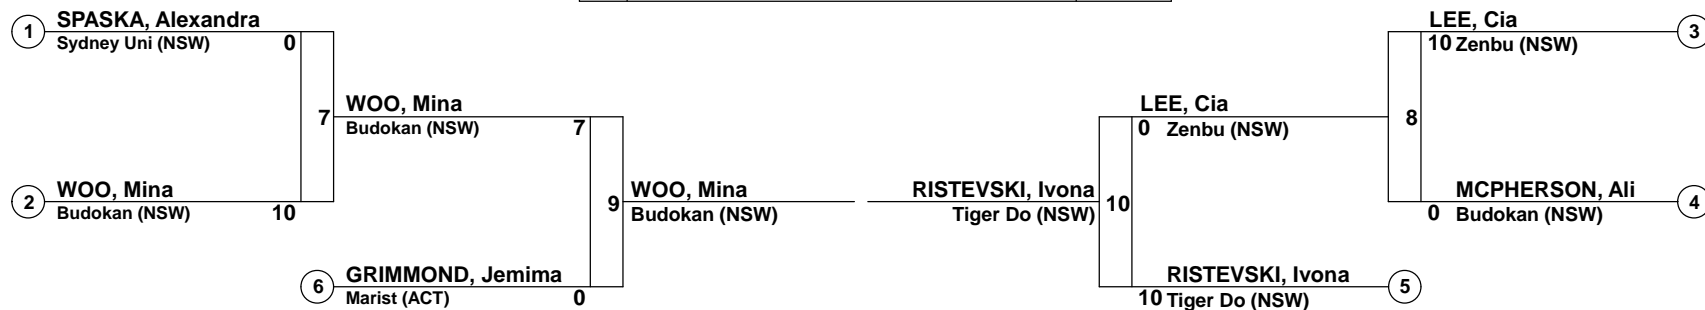 1
SPASKA, Alexandra
Sydney Uni (NSW)
0
7
WOO, Mina
Budokan (NSW)
7
2
WOO, Mina
Budokan (NSW)
10
9
WOO, Mina
Budokan (NSW)
6
GRIMMOND, Jemima
Marist (ACT)
0
LEE, Cia
10 Zenbu (NSW)
3
LEE, Cia
0 Zenbu (NSW)
8
RISTEVSKI, Ivona
Tiger Do (NSW)
10
MCPHERSON, Ali
0 Budokan (NSW)
4
RISTEVSKI, Ivona
10 Tiger Do (NSW)
5